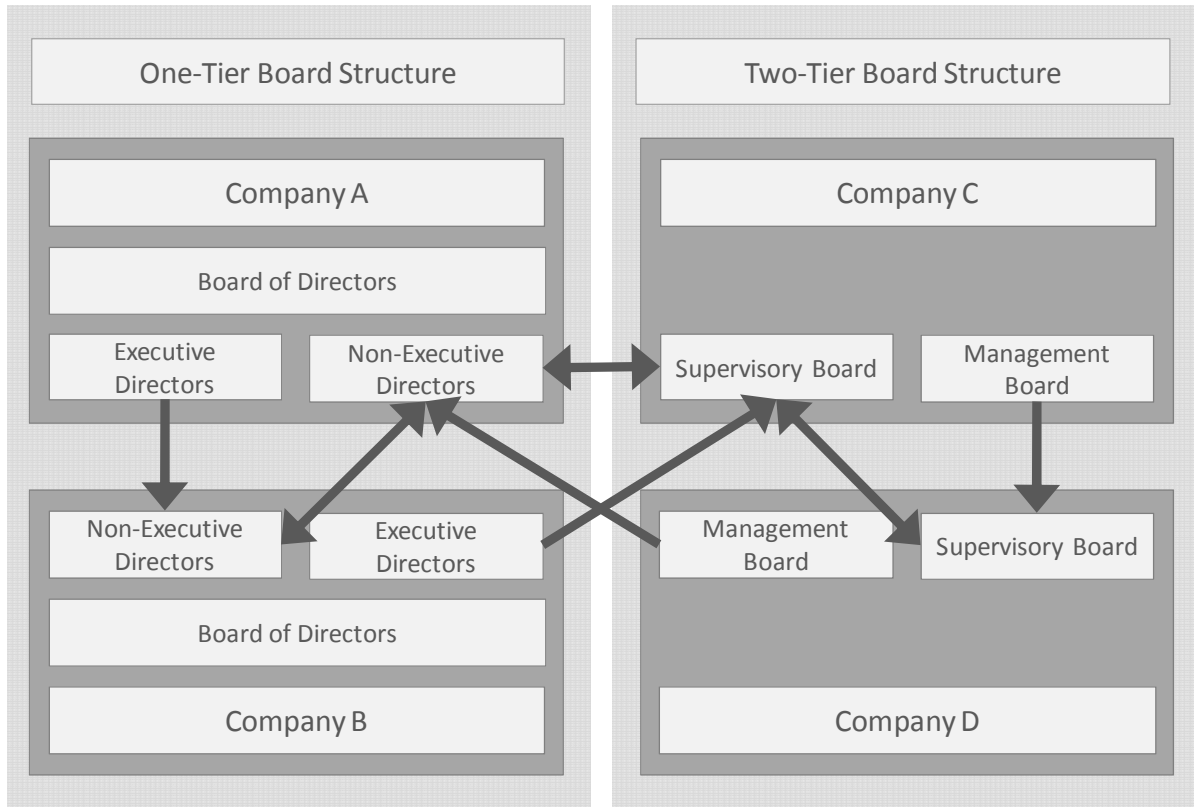 One-Tier Board Structure
Two-Tier Board Structure
Company A
Board of Directors
Executive
Directors
Non-Executive
Directors
Company C
Supervisory Board
Management
Board
Non-Executive
Directors
Executive
Directors
Board of Directors
Company B
Management
Board
Supervisory Board
Company D